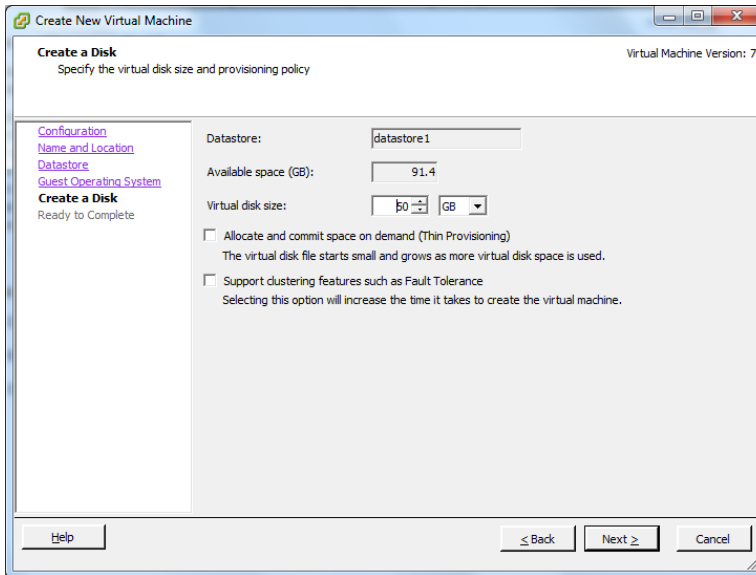 Create New Virtual Machine
Create a Disk
Specify the virtual disk size and provisioning policy
Virtual Machine Version: 7
Configuration
Name and Location
Datastore
Guest Operating System
Create a Disk
Ready to Complete
Datastore: datastore1
Available space (GB): 91.4
Virtual disk size: GB
Allocate and commit space on demand (Thin Provisioning)
The virtual disk file starts small and grows as more virtual disk space is used.
Support clustering features such as Fault Tolerance
Selecting this option will increase the time it takes to create the virtual machine.
Help
< Back
Next >
Cancel